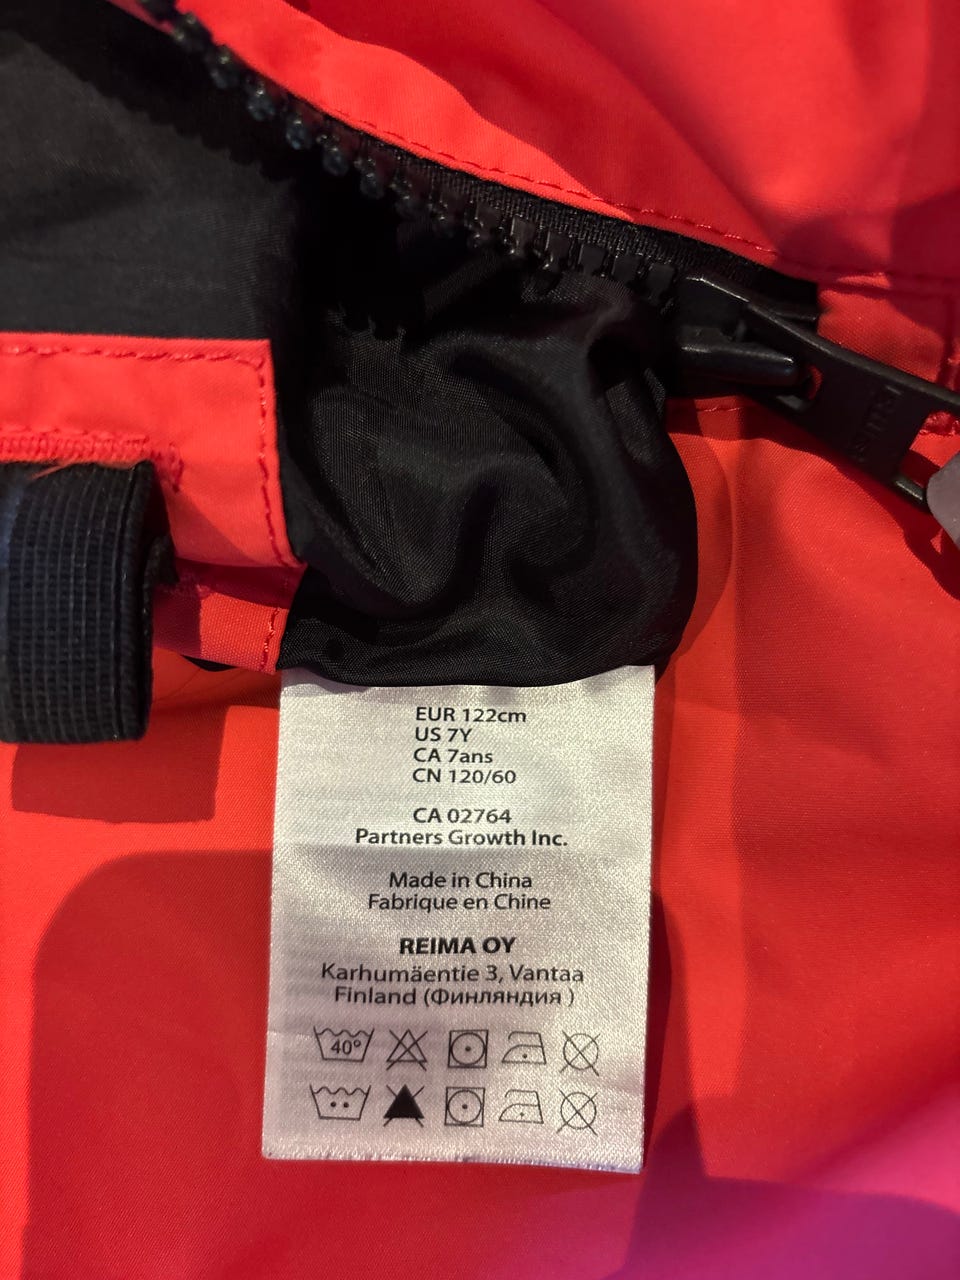 EUR 122cm
US 7Y
CA 7ans
CN 120/60
CA 02764
Partners Growth Inc.
Made in China
Fabrique en Chine
REIMA OY
Karhumäentie 3, Vantaa
Finland (Финляндия )
40°